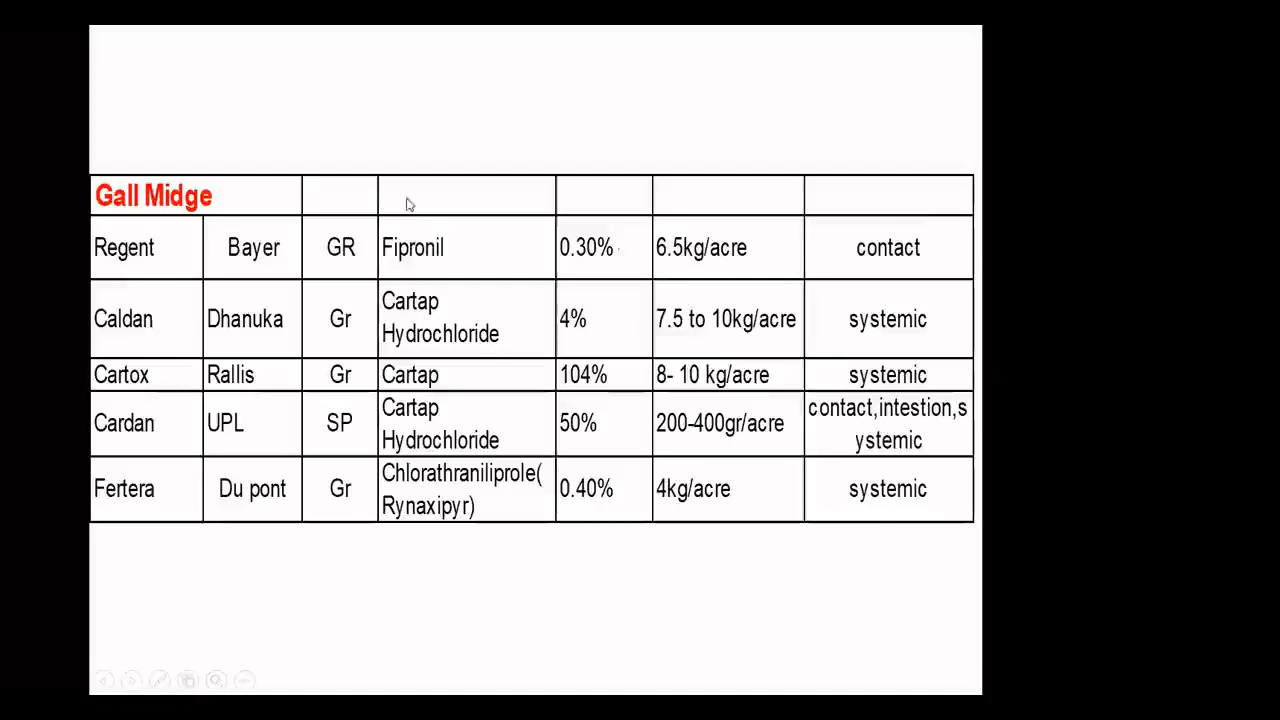 Gall Midge
Regent Bayer GR Fipronil 0.30% 6.5kg/acre contact
Caldan Dhanuka Gr Cartap Hydrochloride 4% 7.5 to 10kg/acre systemic
Cartox Rallis Gr Cartap 104% 8- 10 kg/acre systemic
Cardan UPL SP Cartap Hydrochloride 50% 200-400gr/acre contact,intestion,systemic
Fertera Du pont Gr Chlorathraniliprole(Rynaxipyr) 0.40% 4kg/acre systemic